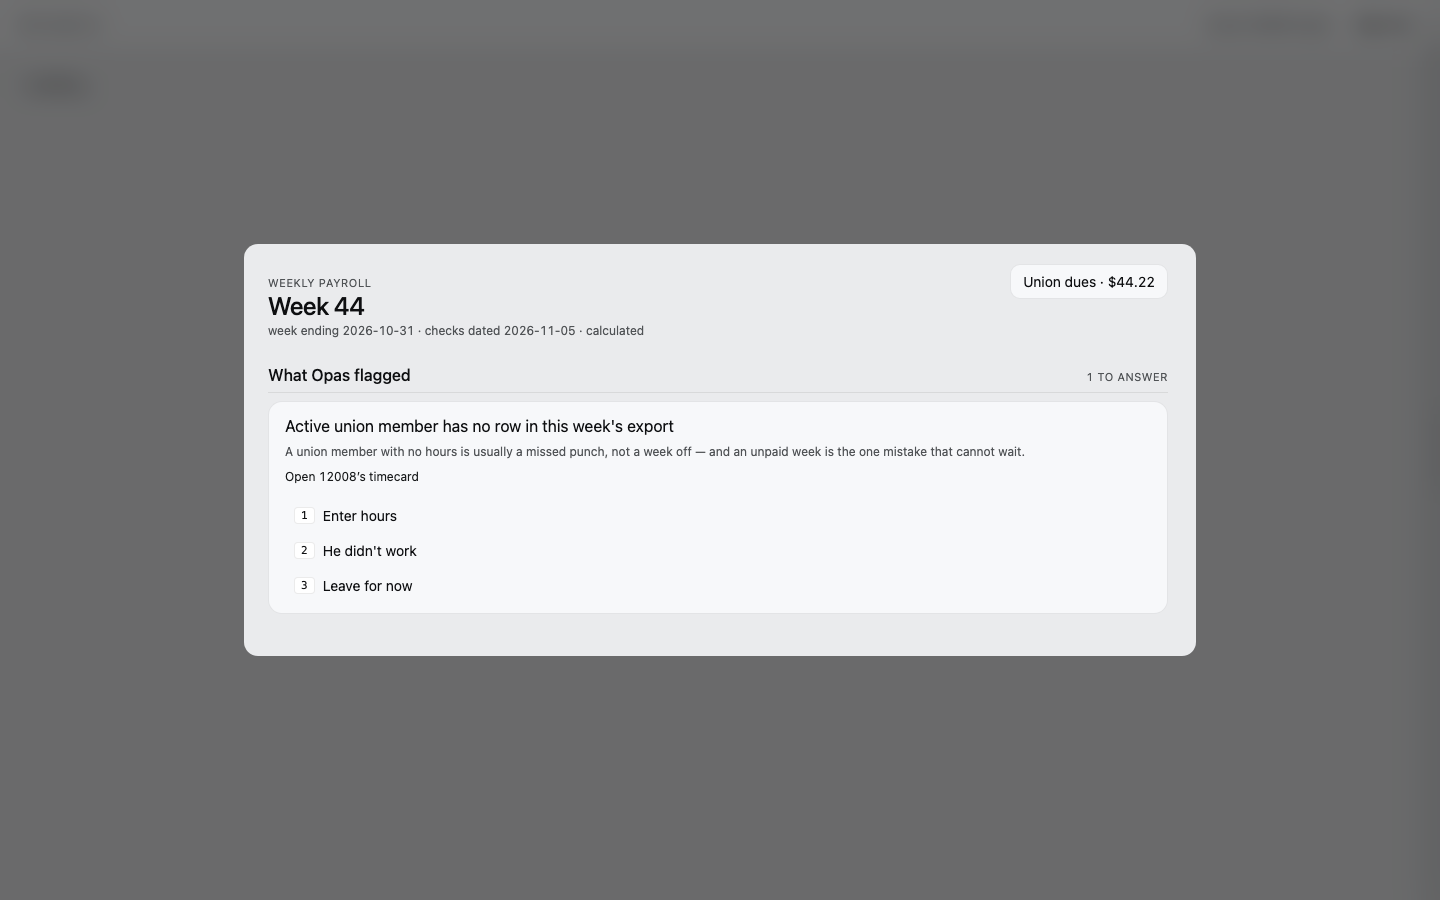 WEEKLY PAYROLL
Week 44
week ending 2026-10-31 · checks dated 2026-11-05 · calculated
Union dues · $44.22
What Opas flagged
1 TO ANSWER
Active union member has no row in this week's export
A union member with no hours is usually a missed punch, not a week off — and an unpaid week is the one mistake that cannot wait.
Open 12008's timecard
1 Enter hours
2 He didn't work
3 Leave for now